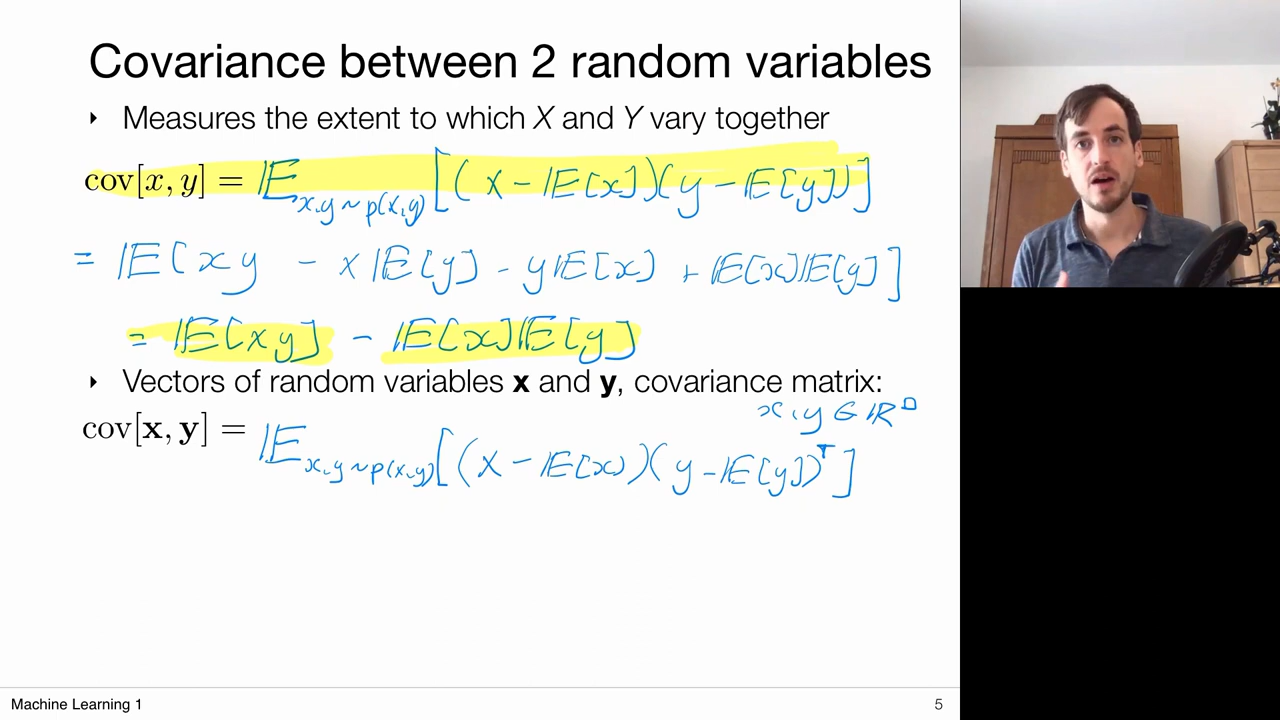 Covariance between 2 random variables
‣ Measures the extent to which X and Y vary together
cov[x, y] = 𝔼x,y~p(x,y) [(x - 𝔼[x])(y - 𝔼[y])]
= 𝔼[xy - x𝔼[y] - y𝔼[x] + 𝔼[x]𝔼[y]]
= 𝔼[xy] - 𝔼[x]𝔼[y]
‣ Vectors of random variables x and y, covariance matrix:
x,y ∈ ℝᴰ
cov[x, y] = 𝔼x,y~p(x,y)[(x - 𝔼[x])(y - 𝔼[y])ᵀ]
Machine Learning 1
5